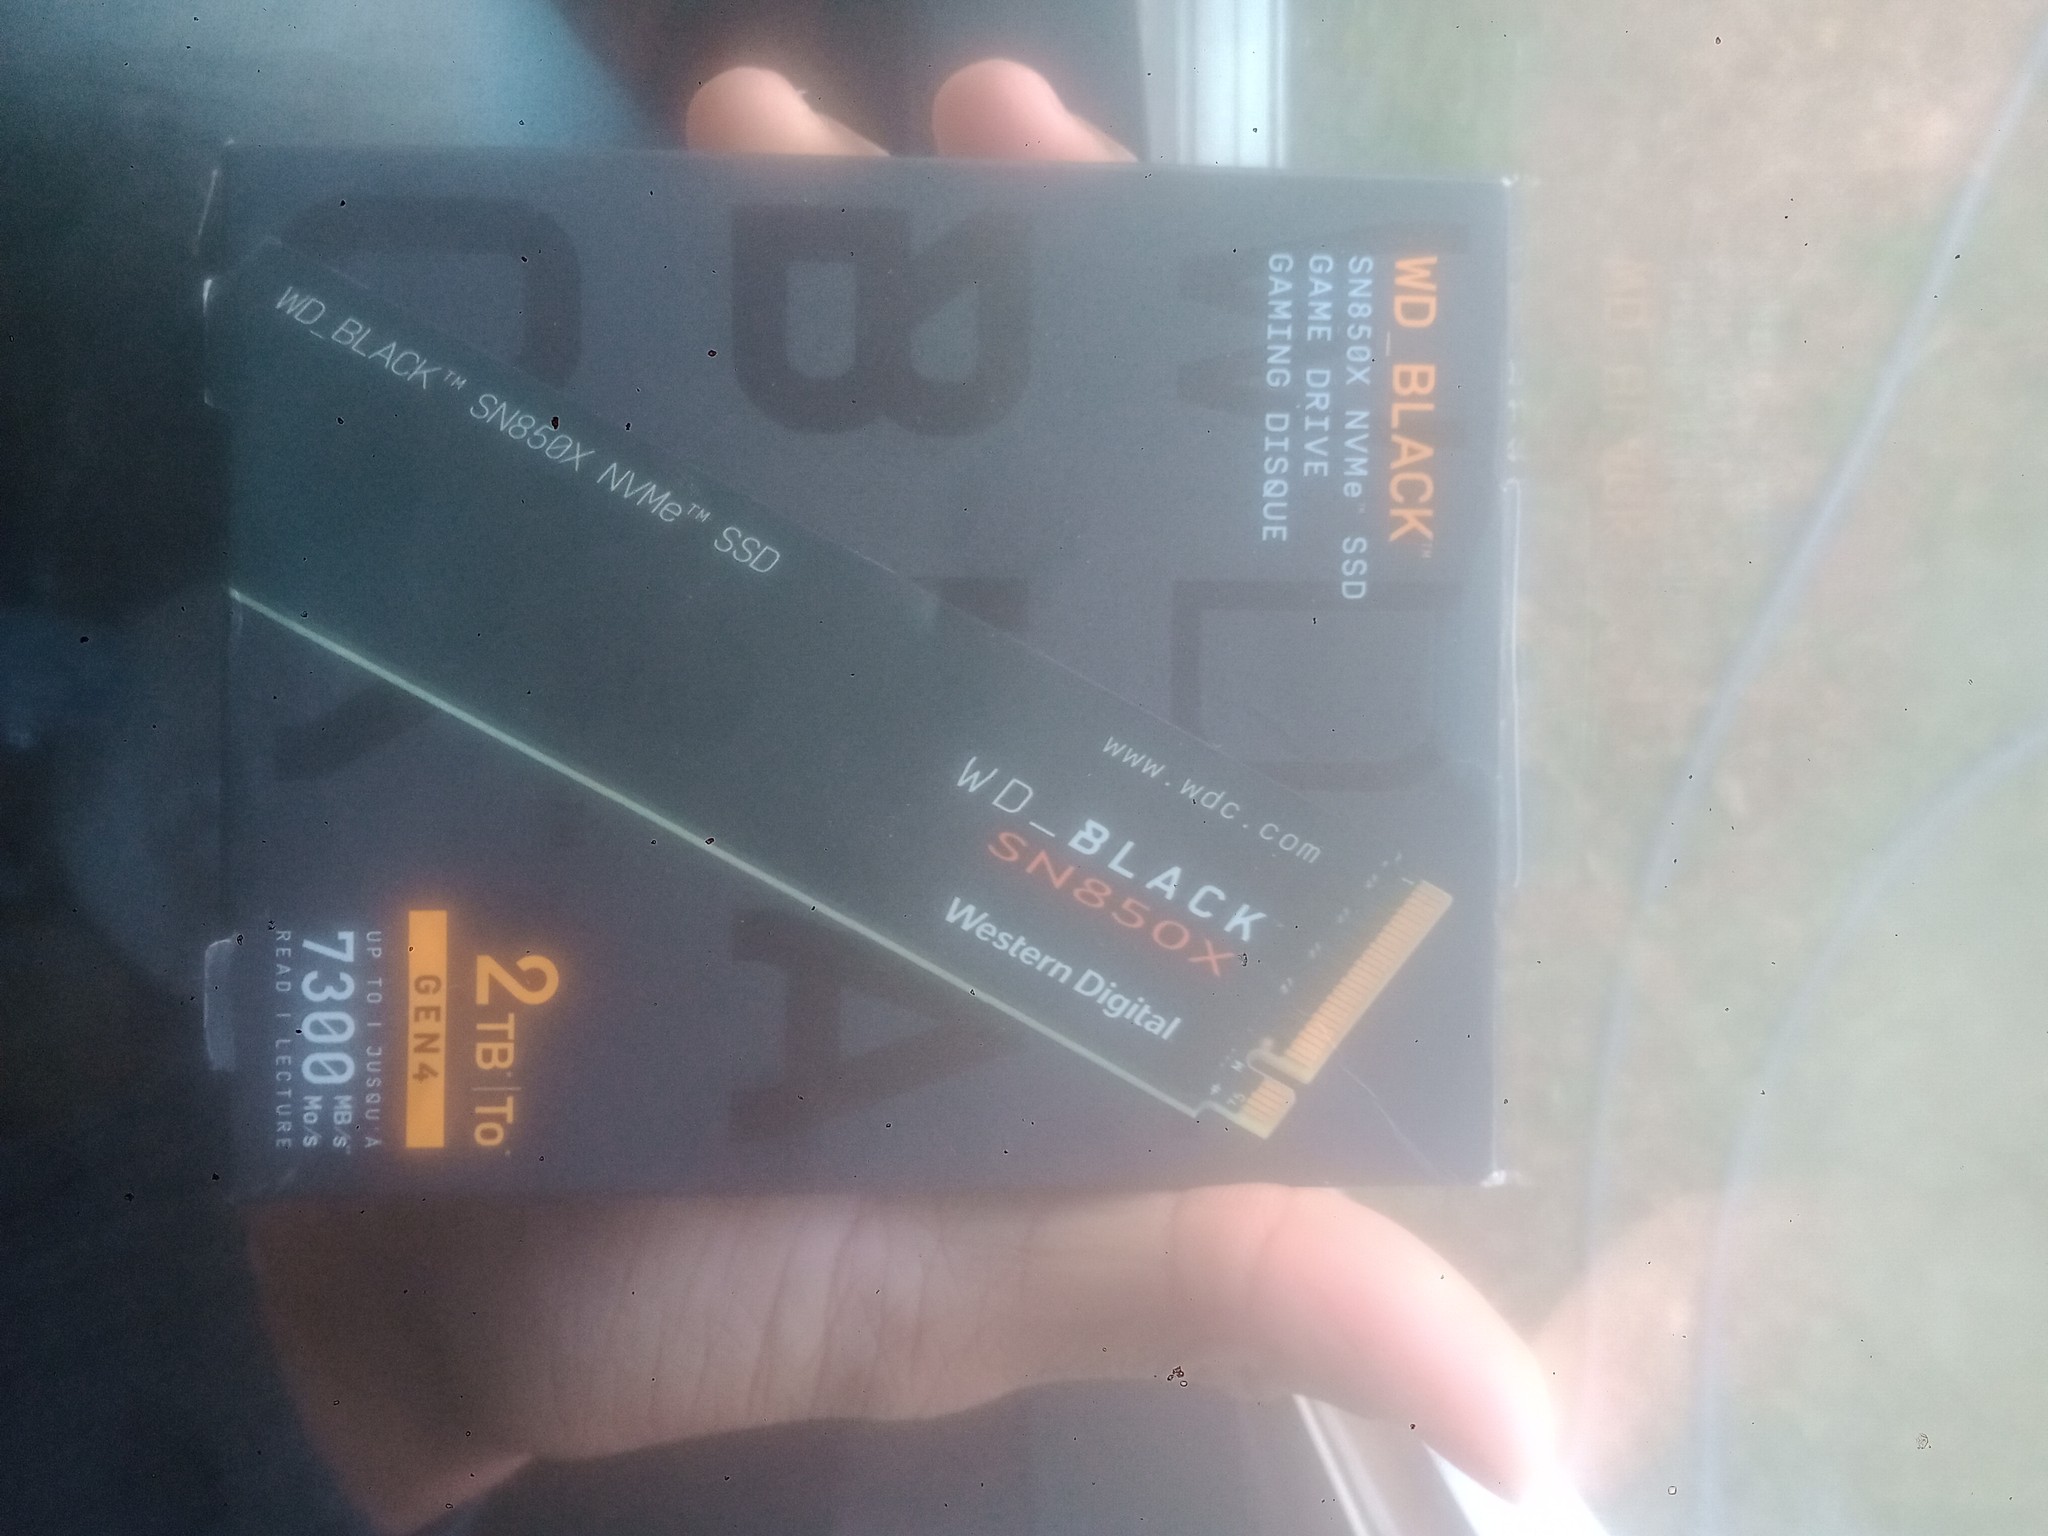 WD_BLACK™
SN850X NVMe™ SSD
GAME DRIVE
GAMING DISQUE
WD_BLACK™ SN850X NVMe™ SSD
www.wdc.com
WD_BLACK
SN850X
Western Digital
2TB | To
GEN4
UP TO | JUSQU'À
7300 MB/s Mo/s
READ | LECTURE